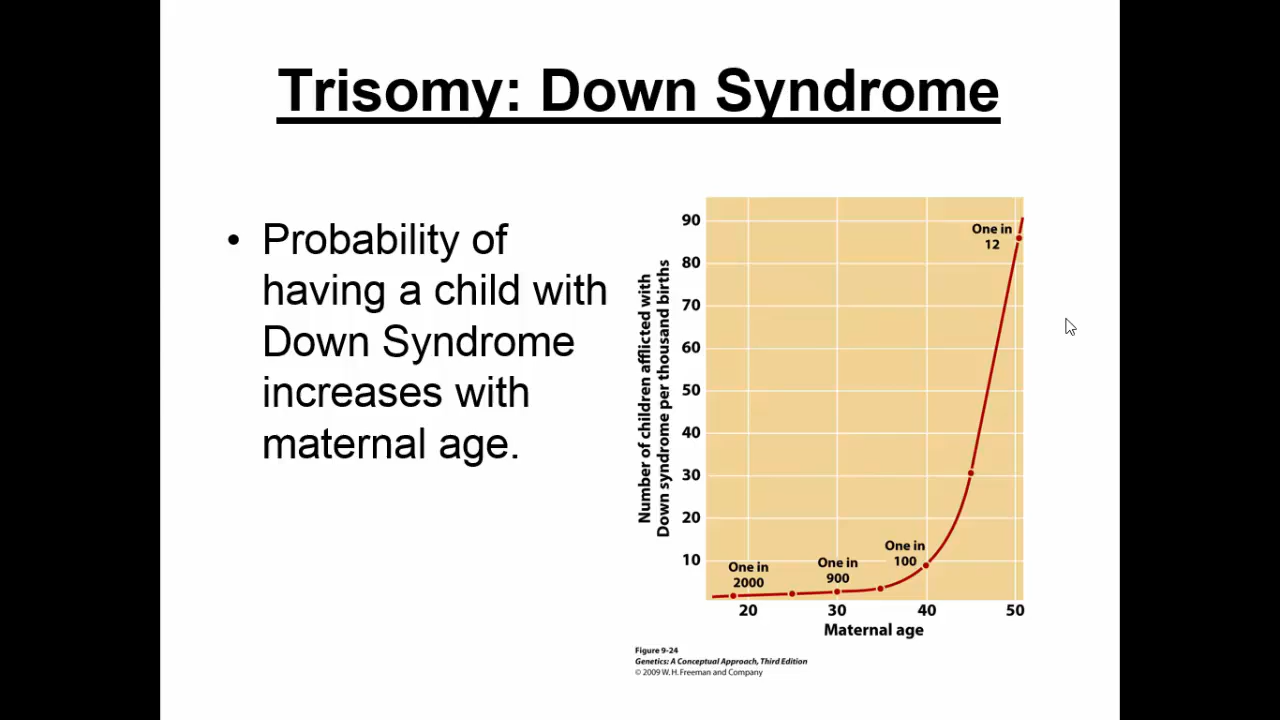 Trisomy: Down Syndrome
• Probability of
having a child with
Down Syndrome
increases with
maternal age.
Number of children afflicted with
Down syndrome per thousand births
90
80
70
60
50
40
30
20
10
One in
12
One in
100
One in
900
One in
2000
20 30 40 50
Maternal age
Figure 9-24
Genetics: A Conceptual Approach, Third Edition
© 2009 W. H. Freeman and Company